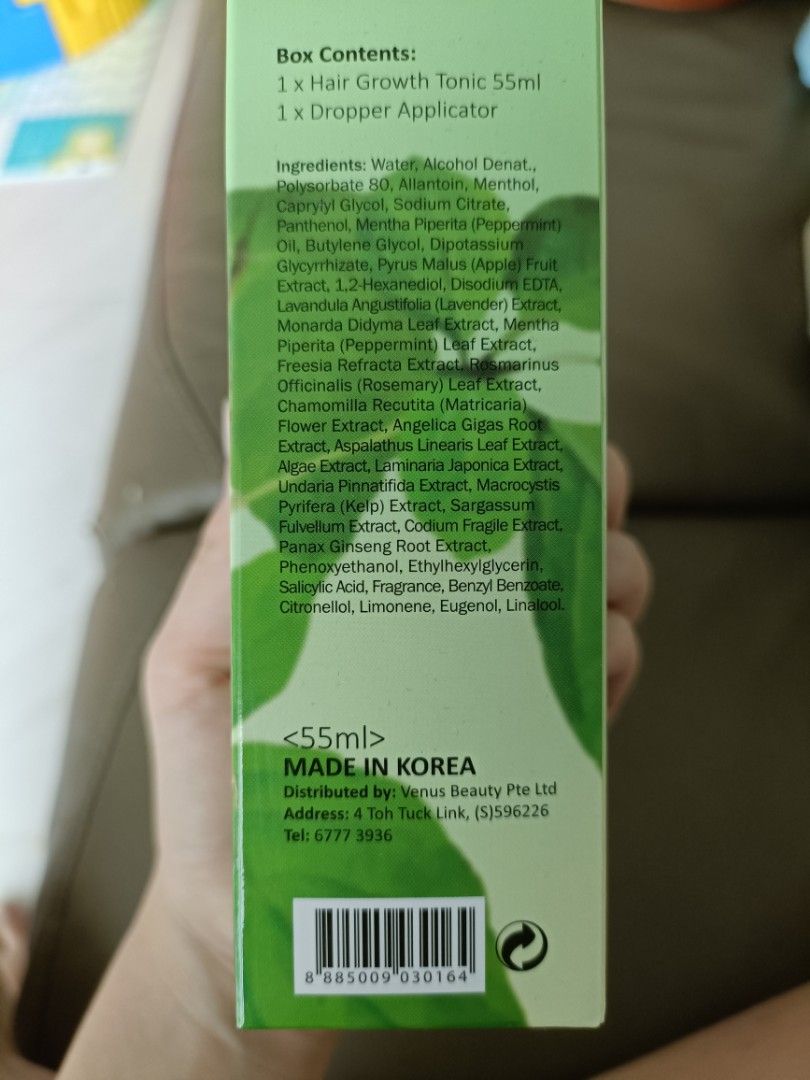 Box Contents:
1 x Hair Growth Tonic 55ml
1 x Dropper Applicator
Ingredients: Water, Alcohol Denat.,
Polysorbate 80, Allantoin, Menthol,
Caprylyl Glycol, Sodium Citrate,
Panthenol, Mentha Piperita (Peppermint)
Oil, Butylene Glycol, Dipotassium
Glycyrrhizate, Pyrus Malus (Apple) Fruit
Extract, 1,2-Hexanediol, Disodium EDTA,
Lavandula Angustifolia (Lavender) Extract,
Monarda Didyma Leaf Extract, Mentha
Piperita (Peppermint) Leaf Extract,
Freesia Refracta Extract, Rosmarinus
Officinalis (Rosemary) Leaf Extract,
Chamomilla Recutita (Matricaria)
Flower Extract, Angelica Gigas Root
Extract, Aspalathus Linearis Leaf Extract,
Algae Extract, Laminaria Japonica Extract,
Undaria Pinnatifida Extract, Macrocystis
Pyrifera (Kelp) Extract, Sargassum
Fulvellum Extract, Codium Fragile Extract,
Panax Ginseng Root Extract,
Phenoxyethanol, Ethylhexylglycerin,
Salicylic Acid, Fragrance, Benzyl Benzoate,
Citronellol, Limonene, Eugenol, Linalool.
<55ml>
MADE IN KOREA
Distributed by: Venus Beauty Pte Ltd
Address: 4 Toh Tuck Link, (S)596226
Tel: 6777 3936
8 885009 030164